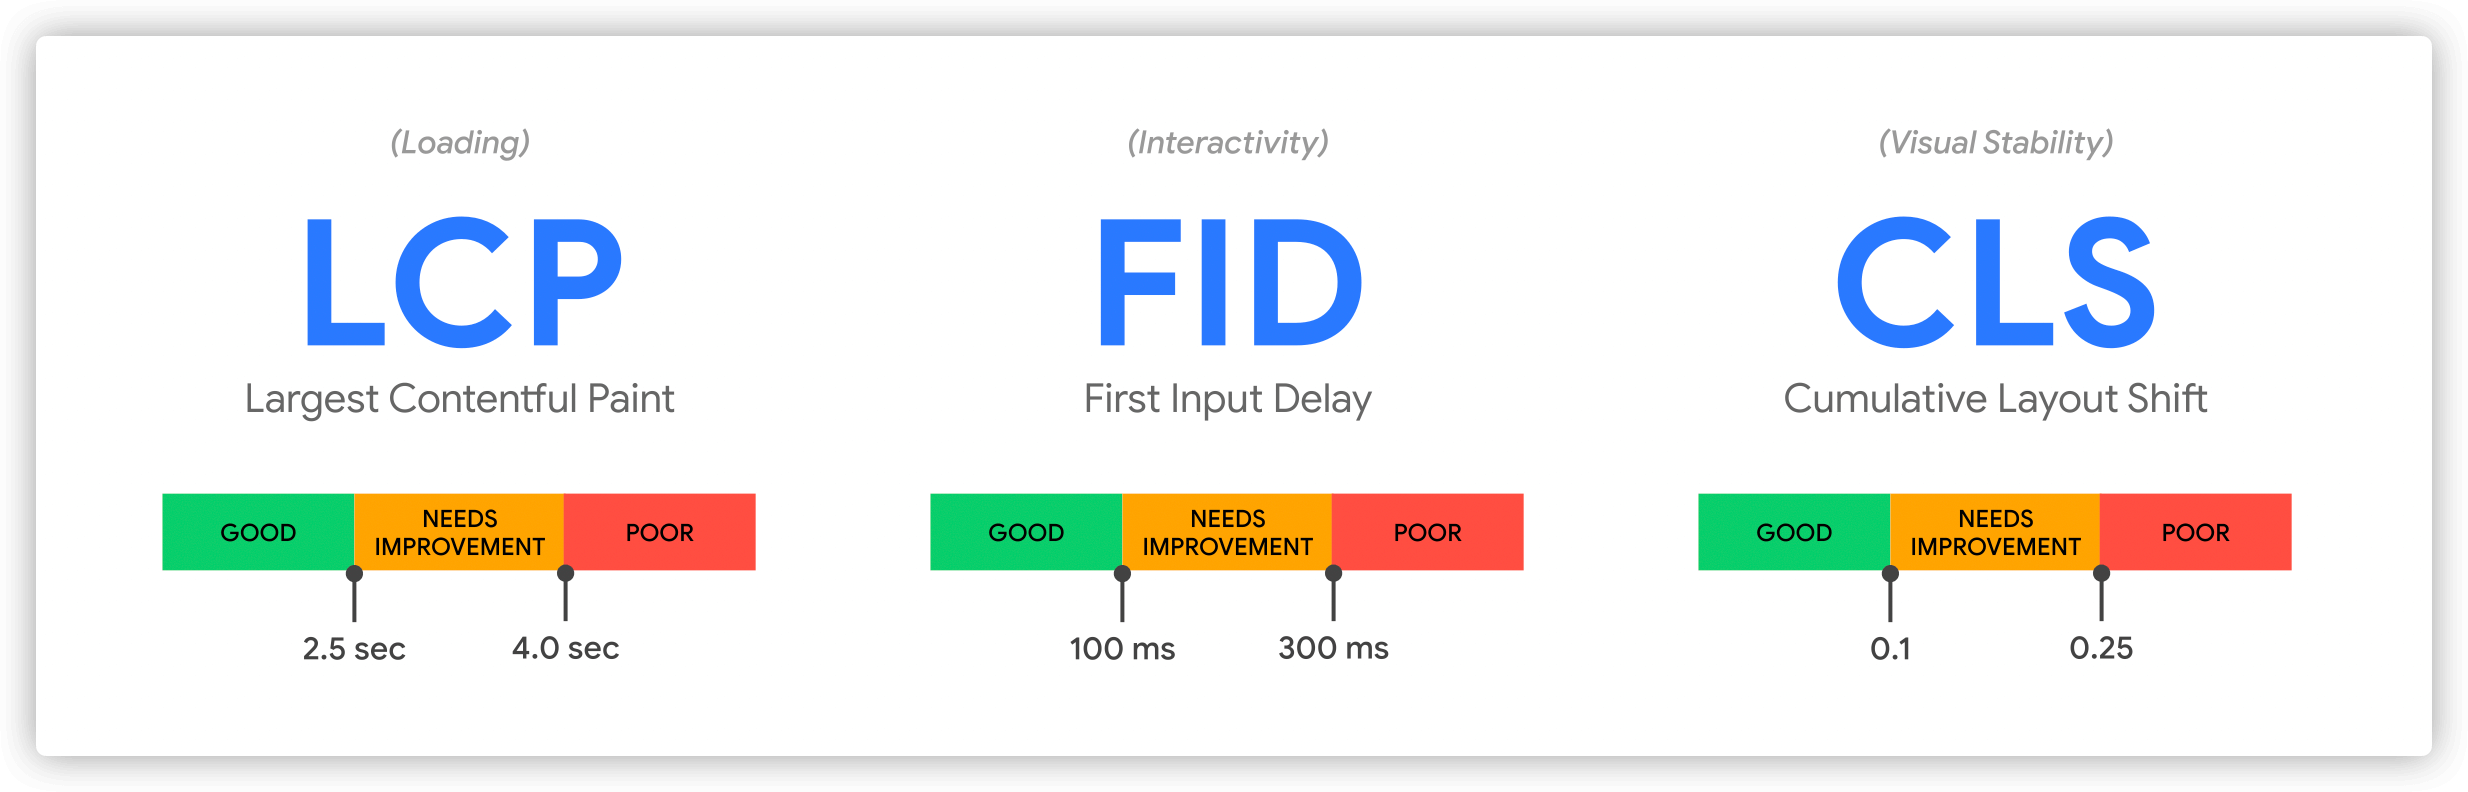 (Loading)
LCP
Largest Contentful Paint
GOOD
NEEDS
IMPROVEMENT
POOR
2.5 sec
4.0 sec
(Interactivity)
FID
First Input Delay
GOOD
NEEDS
IMPROVEMENT
POOR
100 ms
300 ms
(Visual Stability)
CLS
Cumulative Layout Shift
GOOD
NEEDS
IMPROVEMENT
POOR
0.1
0.25